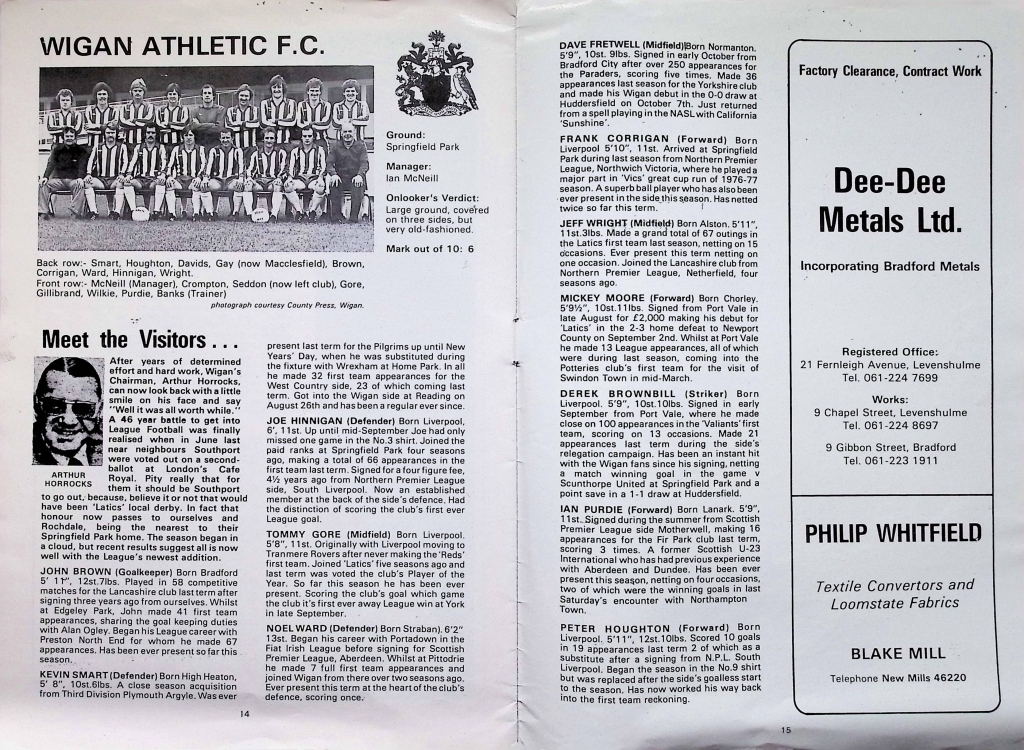 WIGAN ATHLETIC F.C.
Ground:
Springfield Park
Manager:
Ian McNeill
Onlooker's Verdict:
Large ground, covered
on three sides, but
very old-fashioned.
Mark out of 10: 6
Back row:- Smart, Houghton, Davids, Gay (now Macclesfield), Brown,
Corrigan, Ward, Hinnigan, Wright.
Front row:- McNeill (Manager), Crompton, Seddon (now left club), Gore,
Gillibrand, Wilkie, Purdie, Banks (Trainer)
photograph courtesy County Press, Wigan.
Meet the Visitors . . .
ARTHUR
HORROCKS
After years of determined
effort and hard work, Wigan's
Chairman, Arthur Horrocks,
can now look back with a little
smile on his face and say
"Well it was all worth while."
A 46 year battle to get into
League Football was finally
realised when in June last
near neighbours Southport
were voted out on a second-
ballot at London's Cafe
Royal. Pity really that for
them it should be Southport
to go out, because, believe it or not that would
have been 'Latics' local derby. In fact that
honour now passes to ourselves and
Rochdale, being the nearest to their
Springfield Park home. The season began in
a cloud, but recent results suggest all is now
well with the League's newest addition.
JOHN BROWN (Goalkeeper) Born Bradford
5' 11", 12st.7lbs. Played in 58 competitive
matches for the Lancashire club last term after
signing three years ago from ourselves. Whilst
at Edgeley Park, John made 41 first team
appearances, sharing the goal keeping duties
with Alan Ogley. Began his League career with
Preston North End for whom he made 67
appearances. Has been ever present so far this
season.
KEVIN SMART (Defender) Born High Heaton,
5' 8", 10st.6lbs. A close season acquisition
from Third Division Plymouth Argyle. Was ever
present last term for the Pilgrims up until New
Years' Day, when he was substituted during
the fixture with Wrexham at Home Park. In all
he made 32 first team appearances for the
West Country side, 23 of which coming last
term. Got into the Wigan side at Reading on
August 26th and has been a regular ever since.
JOE HINNIGAN (Defender) Born Liverpool,
6', 11st. Up until mid-September Joe had only
missed one game in the No.3 shirt. Joined the
paid ranks at Springfield Park four seasons
ago, making a total of 66 appearances in the
first team last term. Signed for a four figure fee,
4½ years ago from Northern Premier League
side, South Liverpool. Now an established
member at the back of the side's defence. Had
the distinction of scoring the club's first ever
League goal.
TOMMY GORE (Midfield) Born Liverpool.
5'8", 11st. Originally with Liverpool moving to
Tranmere Rovers after never making the 'Reds'
first team. Joined 'Latics' five seasons ago and
last term was voted the club's Player of the
Year. So far this season he has been ever
present. Scoring the club's goal which game
the club it's first ever away League win at York
in late September.
NOEL WARD (Defender) Born Straban). 6'2"
13st. Began his career with Portadown in the
Fiat Irish League before signing for Scottish
Premier League, Aberdeen. Whilst at Pittodrie
he made 7 full first team appearances and
joined Wigan from there over two seasons ago.
Ever present this term at the heart of the club's
defence, scoring once.
14
DAVE FRETWELL (Midfield) Born Normanton.
5'9", 10st. 9lbs. Signed in early October from
Bradford City after over 250 appearances for
the Paraders, scoring five times. Made 36
appearances last season for the Yorkshire club
and made his Wigan debut in the 0-0 draw at
Huddersfield on October 7th. Just returned
from a spell playing in the NASL with California
'Sunshine'.
FRANK CORRIGAN (Forward) Born
Liverpool 5'10", 11st. Arrived at Springfield
Park during last season from Northern Premier
League, Northwich Victoria, where he played a
major part in 'Vics' great cup run of 1976-77
season. A superb ball player who has also been
ever present in the side this season. Has netted
twice so far this term.
JEFF WRIGHT (Midfield) Born Alston. 5'11",
11st.3lbs. Made a grand total of 67 outings in
the Latics first team last season, netting on 15
occasions. Ever present this term netting on
one occasion. Joined the Lancashire club from
Northern Premier League, Netherfield, four
seasons ago.
MICKEY MOORE (Forward) Born Chorley.
5'9½", 10st.11lbs. Signed from Port Vale in
late August for £2,000 making his debut for
'Latics' in the 2-3 home defeat to Newport
County on September 2nd. Whilst at Port Vale
he made 13 League appearances, all of which
were during last season, coming into the
Potteries club's first team for the visit of
Swindon Town in mid-March.
DEREK BROWNBILL (Striker) Born
Liverpool. 5'9", 10st.10lbs. Signed in early
September from Port Vale, where he made
close on 100 appearances in the 'Valiants' first
team, scoring on 13 occasions. Made 21
appearances last term during the side's
relegation campaign. Has been an instant hit
with the Wigan fans since his signing, netting
a match winning goal in the game v
Scunthorpe United at Springfield Park and a
point save in a 1-1 draw at Huddersfield.
IAN PURDIE (Forward) Born Lanark. 5'9",
11st. Signed during the summer from Scottish
Premier League side Motherwell, making 16
appearances for the Fir Park club last term,
scoring 3 times. A former Scottish U-23
International who has had previous experience
with Aberdeen and Dundee. Has been ever
present this season, netting on four occasions,
two of which were the winning goals in last
Saturday's encounter with Northampton
Town.
PETER HOUGHTON (Forward) Born
Liverpool. 5'11", 12st.10lbs. Scored 10 goals
in 19 appearances last term 2 of which as a
substitute after a signing from N.P.L. South
Liverpool. Began the season in the No.9 shirt
but was replaced after the side's goalless start
to the season. Has now worked his way back
into the first team reckoning.
Factory Clearance, Contract Work
Dee-Dee
Metals Ltd.
Incorporating Bradford Metals
Registered Office:
21 Fernleigh Avenue, Levenshulme
Tel. 061-224 7699
Works:
9 Chapel Street, Levenshulme
Tel. 061-224 8697
9 Gibbon Street, Bradford
Tel. 061-223 1911
PHILIP WHITFIELD
Textile Convertors and
Loomstate Fabrics
BLAKE MILL
Telephone New Mills 46220
15